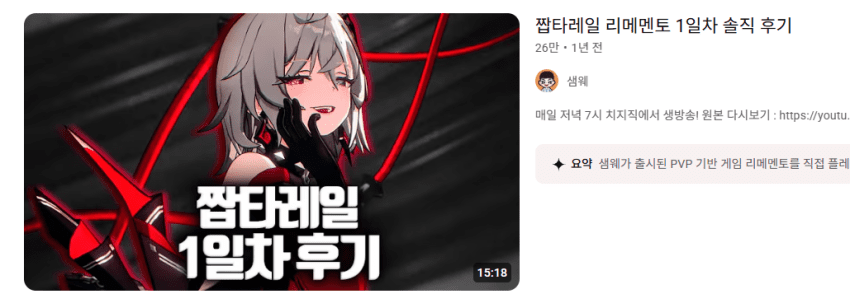 짭타레일
1일차 후기
15:18
짭타레일 리메멘토 1일차 솔직 후기
26만 • 1년 전
샘웨
매일 저녁 7시 치지직에서 생방송! 원본 다시보기 : https://youtu.
요약 샘웨가 출시된 PVP 기반 게임 리메멘토를 직접 플레